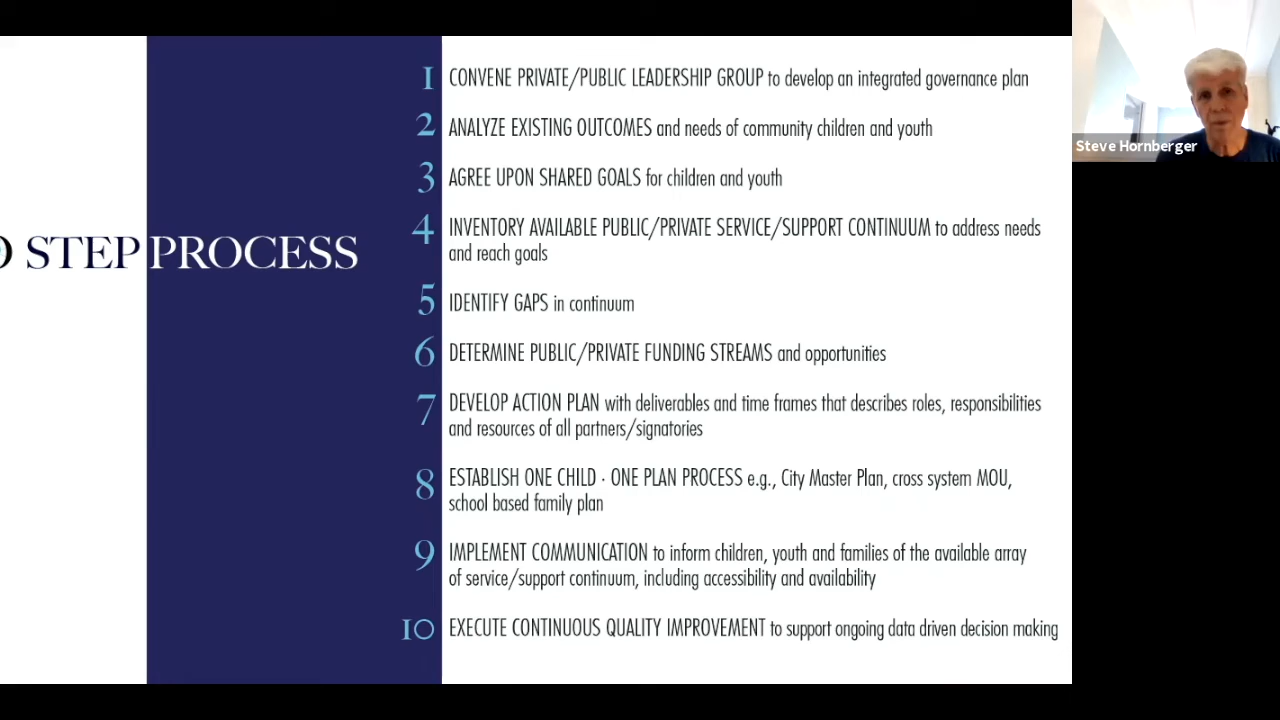 STEP PROCESS
1 CONVENE PRIVATE/PUBLIC LEADERSHIP GROUP to develop an integrated governance plan
2 ANALYZE EXISTING OUTCOMES and needs of community children and youth
3 AGREE UPON SHARED GOALS for children and youth
4 INVENTORY AVAILABLE PUBLIC/PRIVATE SERVICE/SUPPORT CONTINUUM to address needs
and reach goals
5 IDENTIFY GAPS in continuum
6 DETERMINE PUBLIC/PRIVATE FUNDING STREAMS and opportunities
7 DEVELOP ACTION PLAN with deliverables and time frames that describes roles, responsibilities
and resources of all partners/signatories
8 ESTABLISH ONE CHILD · ONE PLAN PROCESS e.g., City Master Plan, cross system MOU,
school based family plan
9 IMPLEMENT COMMUNICATION to inform children, youth and families of the available array
of service/support continuum, including accessibility and availability
10 EXECUTE CONTINUOUS QUALITY IMPROVEMENT to support ongoing data driven decision making
Steve Hornberger